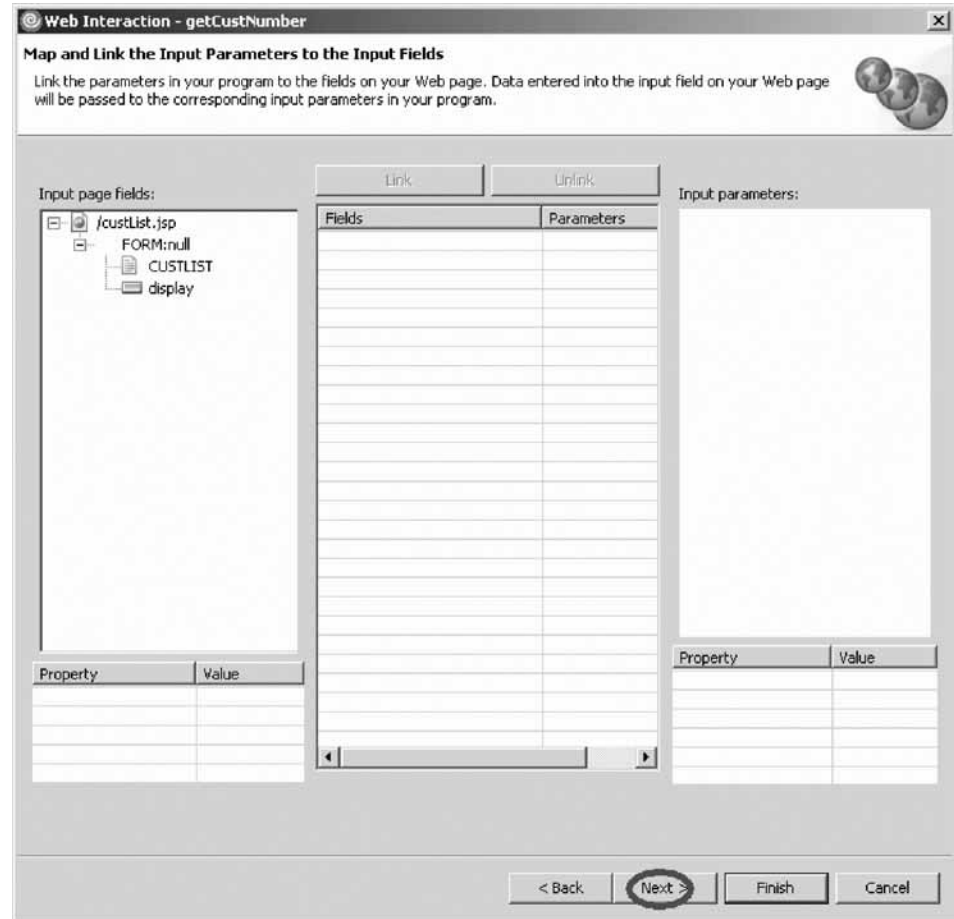 Web Interaction - getCustNumber
Map and Link the Input Parameters to the Input Fields
Link the parameters in your program to the fields on your Web page. Data entered into the input field on your Web page
will be passed to the corresponding input parameters in your program.
Input page fields:
/custList.jsp
FORM:null
CUSTLIST
display
Property Value
Link Unlink
Fields Parameters
Input parameters:
Property Value
< Back Next > Finish Cancel